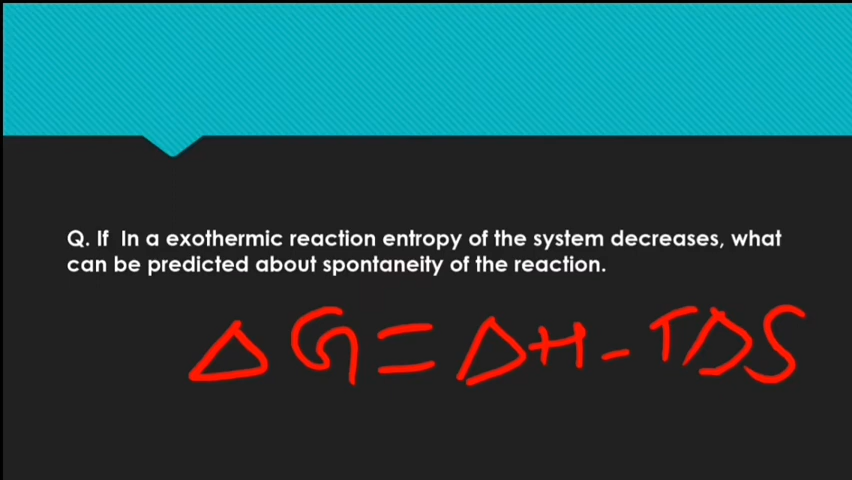 Q. If In a exothermic reaction entropy of the system decreases, what
can be predicted about spontaneity of the reaction.
ΔG=ΔH-TΔS